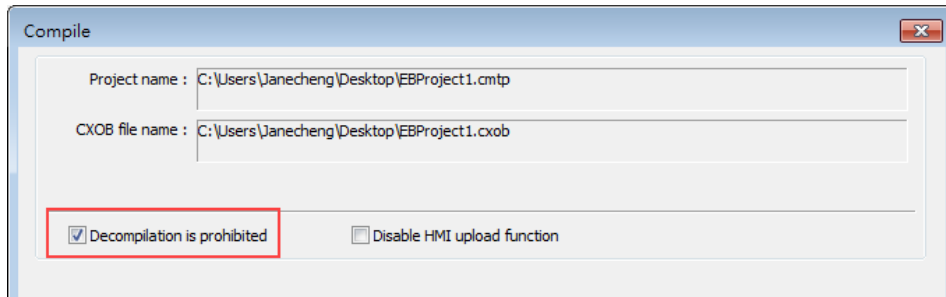 Compile
Project name : C:\Users\Janecheng\Desktop\EBProject1.cmtp
CXOB file name : C:\Users\Janecheng\Desktop\EBProject1.cxob
Decompilation is prohibited Disable HMI upload function